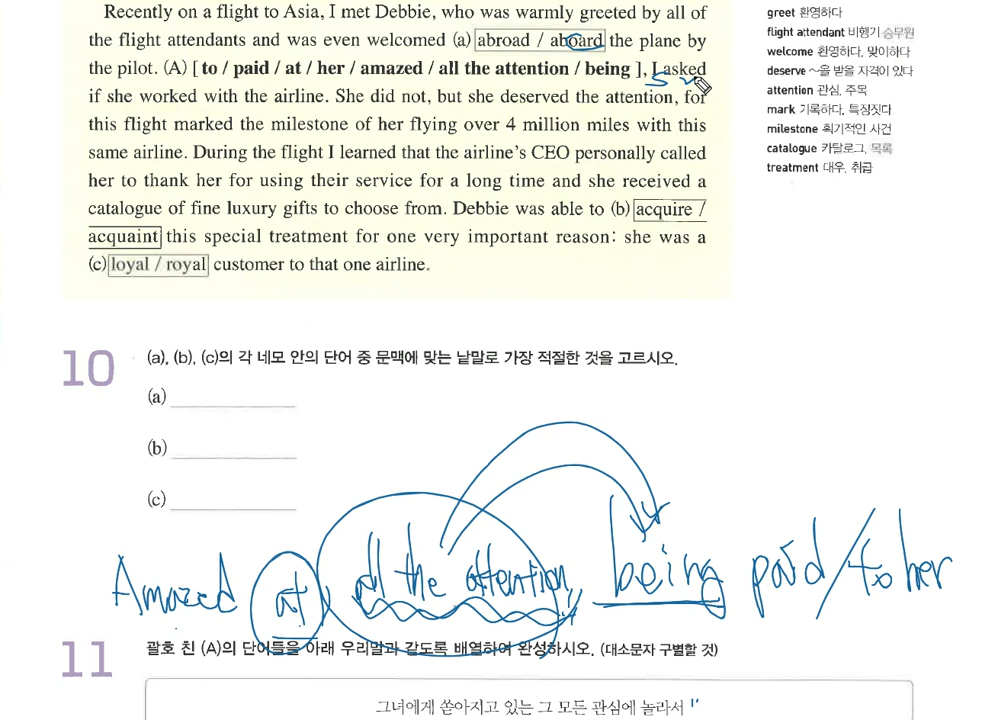 Recently on a flight to Asia, I met Debbie, who was warmly greeted by all of
the flight attendants and was even welcomed (a) abroad / aboard the plane by
the pilot. (A) [ to / paid / at / her / amazed / all the attention / being ], I asked
S v
if she worked with the airline. She did not, but she deserved the attention, for
this flight marked the milestone of her flying over 4 million miles with this
same airline. During the flight I learned that the airline's CEO personally called
her to thank her for using their service for a long time and she received a
catalogue of fine luxury gifts to choose from. Debbie was able to (b) acquire /
acquaint this special treatment for one very important reason: she was a
(c) loyal / royal customer to that one airline.
greet 환영하다
flight attendant 비행기 승무원
welcome 환영하다, 맞이하다
deserve ~을 받을 자격이 있다
attention 관심, 주목
mark 기록하다, 특징짓다
milestone 획기적인 사건
catalogue 카달로그, 목록
treatment 대우, 취급
10 (a), (b), (c)의 각 네모 안의 단어 중 문맥에 맞는 낱말로 가장 적절한 것을 고르시오.
(a)
(b)
(c)
Amazed at all the attention being paid / to her
11 괄호 친 (A)의 단어들을 아래 우리말과 같도록 배열하여 완성하시오. (대소문자 구별할 것)
그녀에게 쏟아지고 있는 그 모든 관심에 놀라서